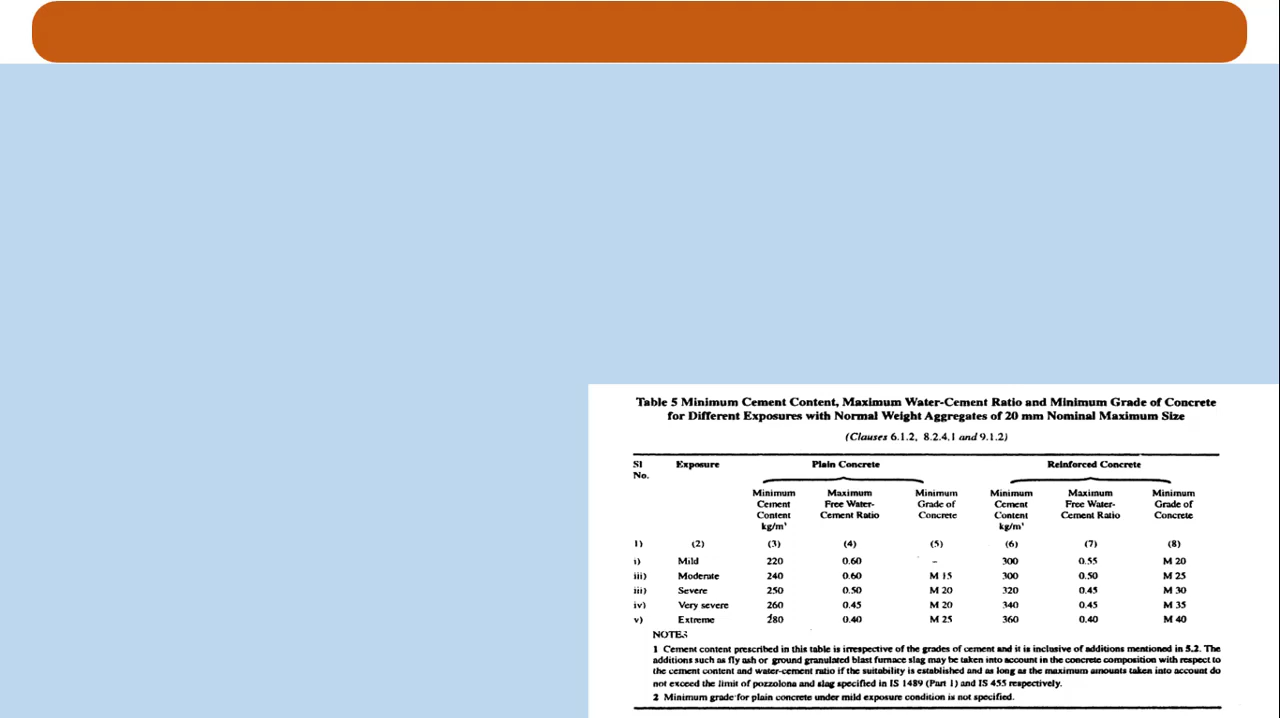 Table 5 Minimum Cement Content, Maximum Water-Cement Ratio and Minimum Grade of Concrete
for Different Exposures with Normal Weight Aggregates of 20 mm Nominal Maximum Size
(Clauses 6.1.2, 8.2.4.1 and 9.1.2)
Sl No. Exposure Plain Concrete Reinforced Concrete
Minimum Cement Content kg/m³ Maximum Free Water-Cement Ratio Minimum Grade of Concrete Minimum Cement Content kg/m³ Maximum Free Water-Cement Ratio Minimum Grade of Concrete
1) (2) (3) (4) (5) (6) (7) (8)
i) Mild 220 0.60 – 300 0.55 M 20
iii) Moderate 240 0.60 M 15 300 0.50 M 25
iii) Severe 250 0.50 M 20 320 0.45 M 30
iv) Very severe 260 0.45 M 20 340 0.45 M 35
v) Extreme 280 0.40 M 25 360 0.40 M 40
NOTES
1 Cement content prescribed in this table is irrespective of the grades of cement and it is inclusive of additions mentioned in 5.2. The
additions such as fly ash or ground granulated blast furnace slag may be taken into account in the concrete composition with respect to
the cement content and water-cement ratio if the suitability is established and as long as the maximum amounts taken into account do
not exceed the limit of pozzolona and slag specified in IS 1489 (Part 1) and IS 455 respectively.
2 Minimum grade for plain concrete under mild exposure condition is not specified.